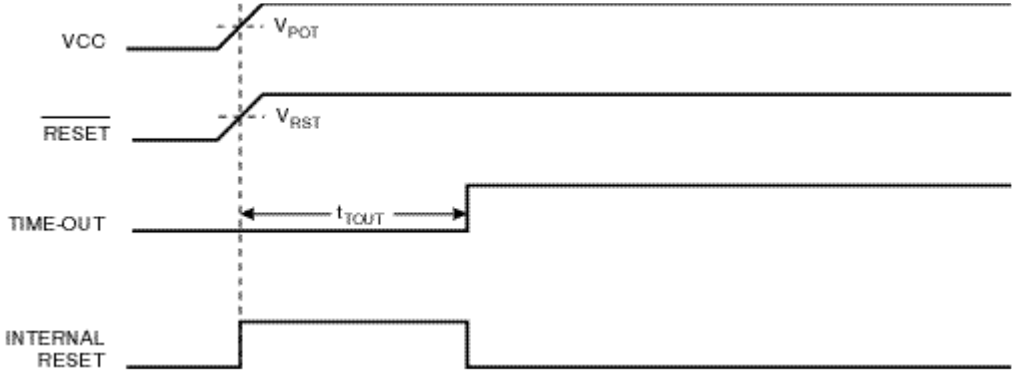 VCC
VPOT
RESET
VRST
TIME-OUT
tTOUT
INTERNAL
RESET